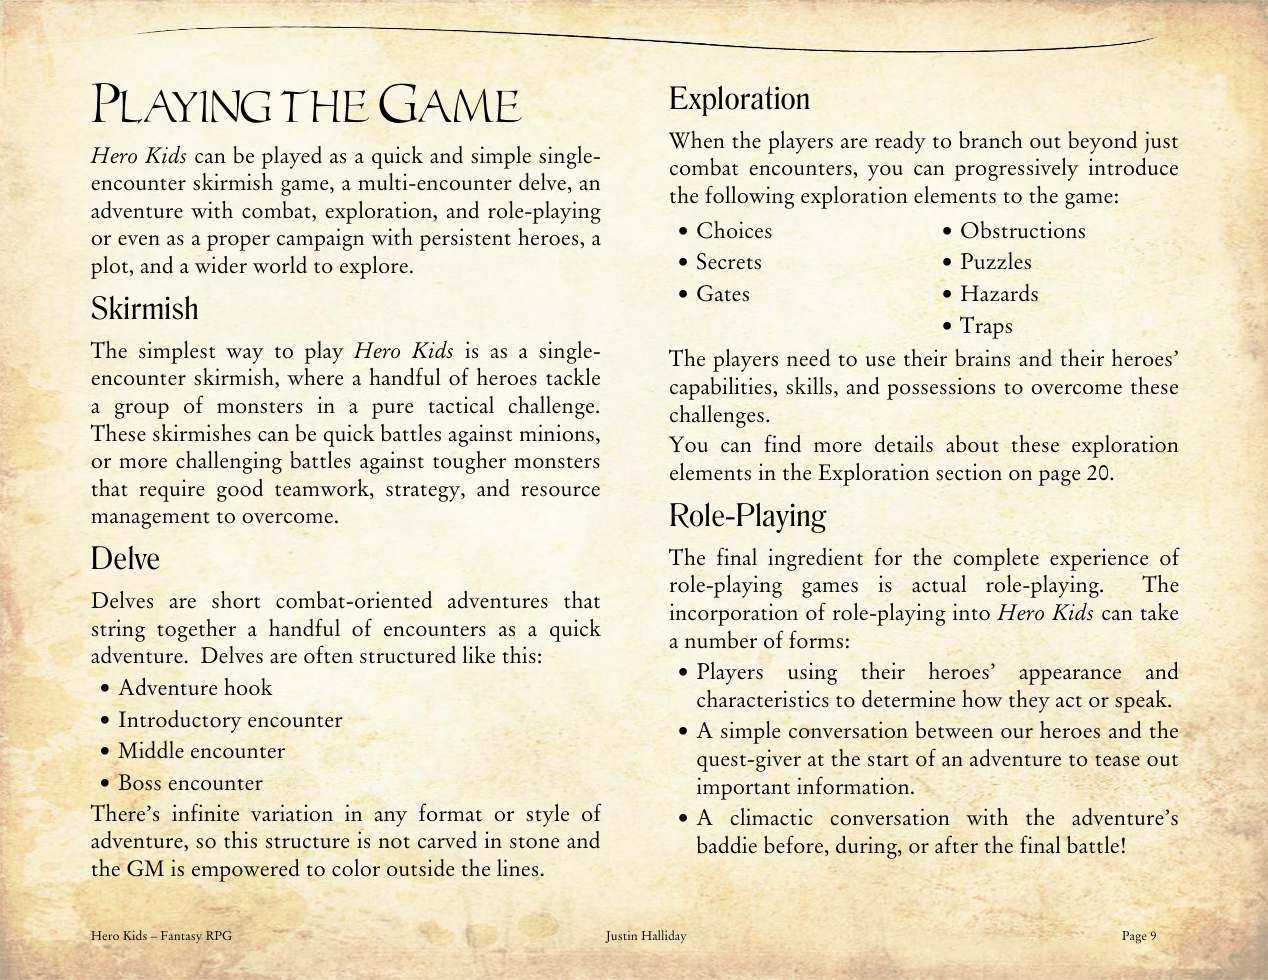 PLAYING THE GAME
Hero Kids can be played as a quick and simple single-
encounter skirmish game, a multi-encounter delve, an
adventure with combat, exploration, and role-playing
or even as a proper campaign with persistent heroes, a
plot, and a wider world to explore.
Skirmish
The simplest way to play Hero Kids is as a single-
encounter skirmish, where a handful of heroes tackle
a group of monsters in a pure tactical challenge.
These skirmishes can be quick battles against minions,
or more challenging battles against tougher monsters
that require good teamwork, strategy, and resource
management to overcome.
Delve
Delves are short combat-oriented adventures that
string together a handful of encounters as a quick
adventure. Delves are often structured like this:
• Adventure hook
• Introductory encounter
• Middle encounter
• Boss encounter
There's infinite variation in any format or style of
adventure, so this structure is not carved in stone and
the GM is empowered to color outside the lines.
Exploration
When the players are ready to branch out beyond just
combat encounters, you can progressively introduce
the following exploration elements to the game:
• Choices
• Secrets
• Gates
• Obstructions
• Puzzles
• Hazards
• Traps
The players need to use their brains and their heroes'
capabilities, skills, and possessions to overcome these
challenges.
You can find more details about these exploration
elements in the Exploration section on page 20.
Role-Playing
The final ingredient for the complete experience of
role-playing games is actual role-playing. The
incorporation of role-playing into Hero Kids can take
a number of forms:
• Players using their heroes' appearance and
characteristics to determine how they act or speak.
• A simple conversation between our heroes and the
quest-giver at the start of an adventure to tease out
important information.
• A climactic conversation with the adventure's
baddie before, during, or after the final battle!
Hero Kids – Fantasy RPG
Justin Halliday
Page 9